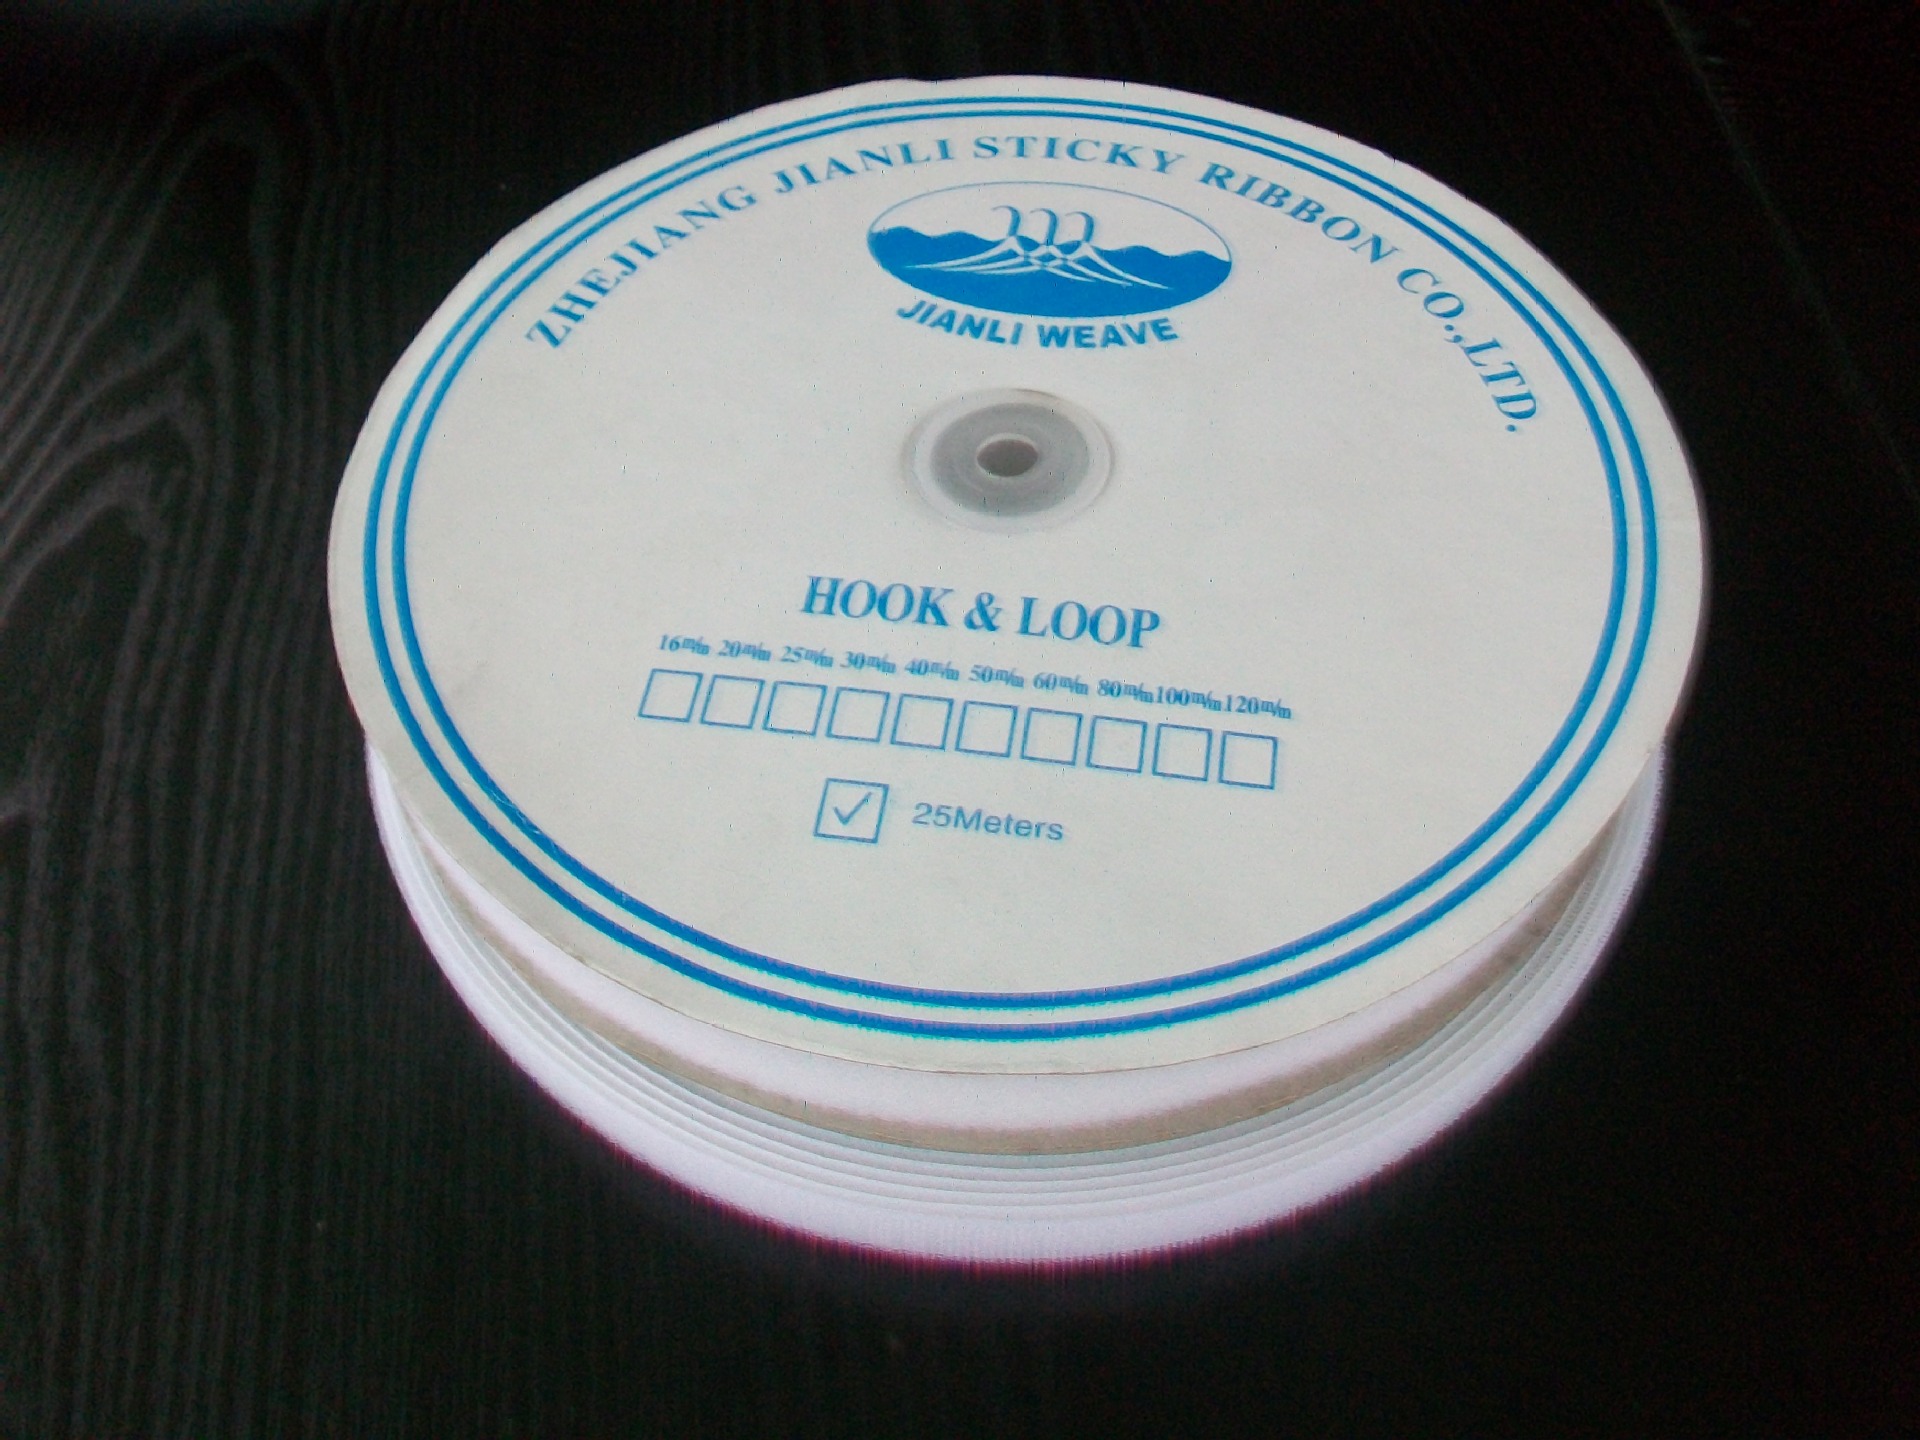 ZHEJIANG JIANLI STICKY RIBBON CO.,LTD.
JIANLI WEAVE
HOOK & LOOP
16m/m 20m/m 25m/m 30m/m 40m/m 50m/m 60m/m 80m/m 100m/m 120m/m
25Meters